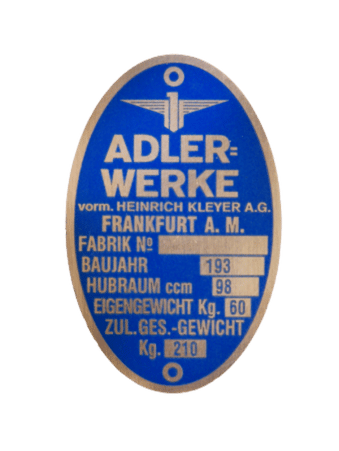 ADLER=
WERKE
vorm. HEINRICH KLEYER A.G.
FRANKFURT A. M.
FABRIK No
BAUJAHR 193
HUBRAUM ccm 98
EIGENGEWICHT Kg. 60
ZUL.GES.-GEWICHT
Kg. 210